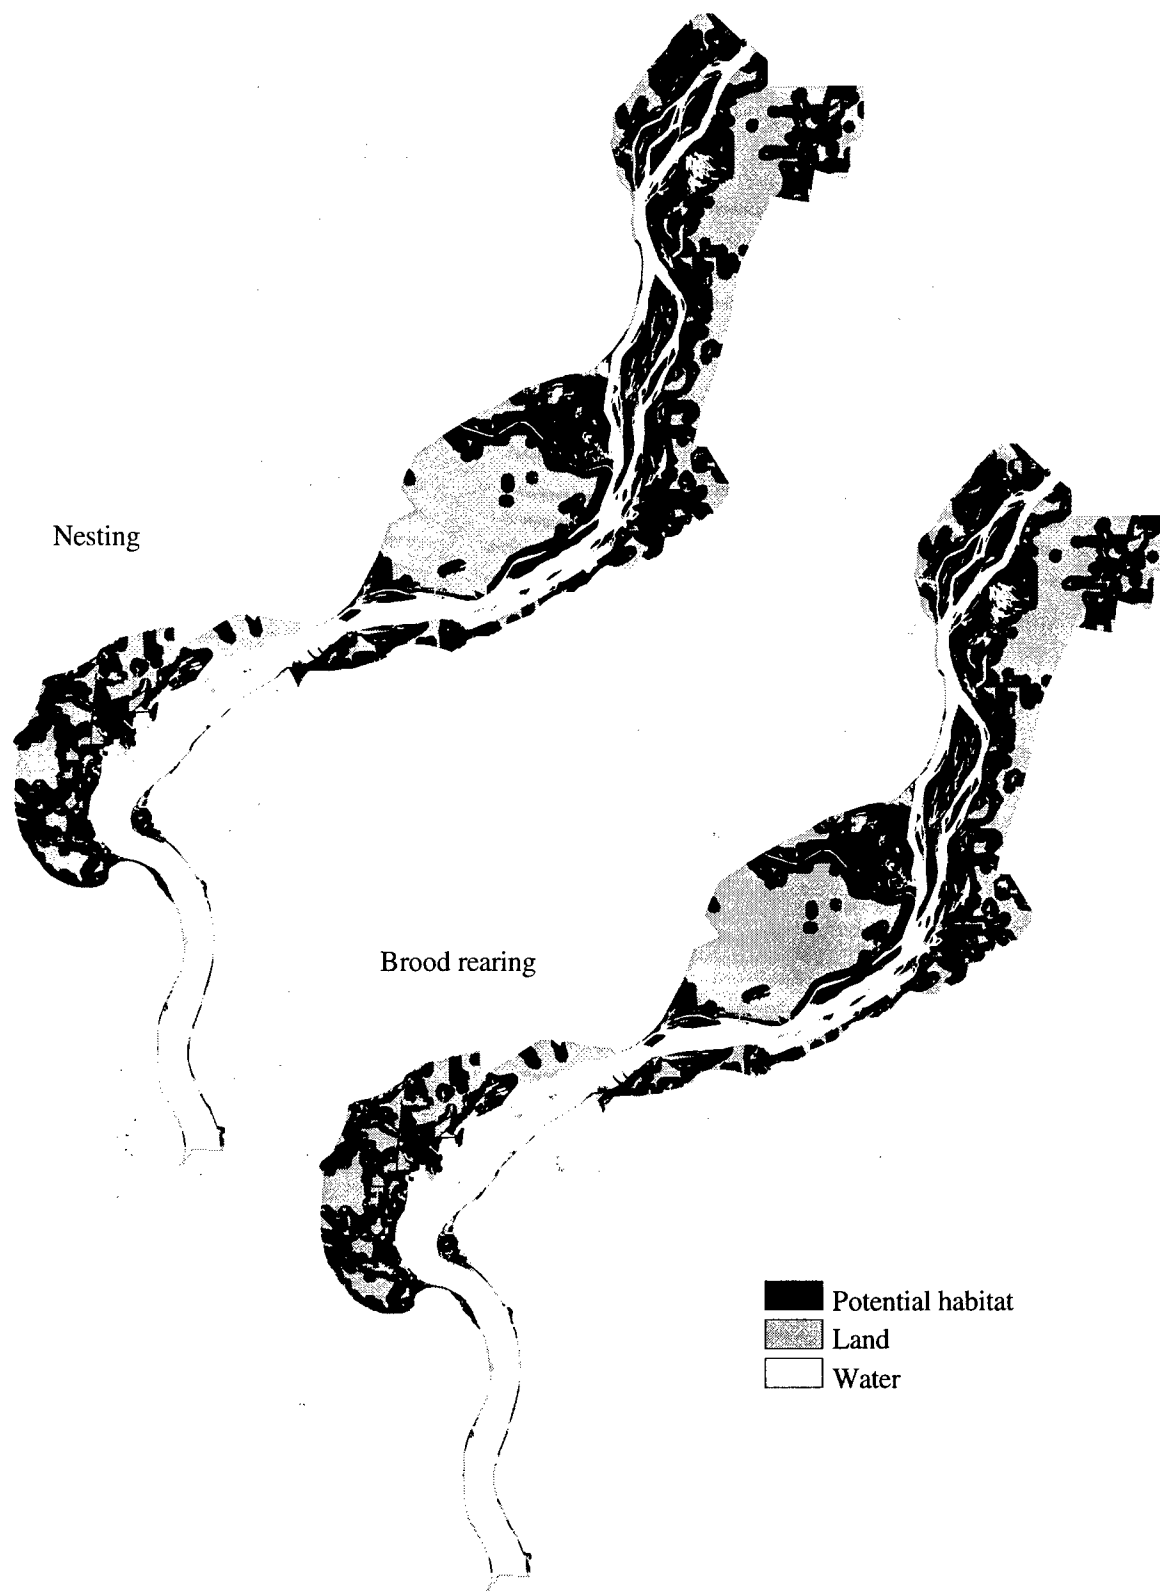 Nesting
Brood rearing
Potential habitat
Land
Water